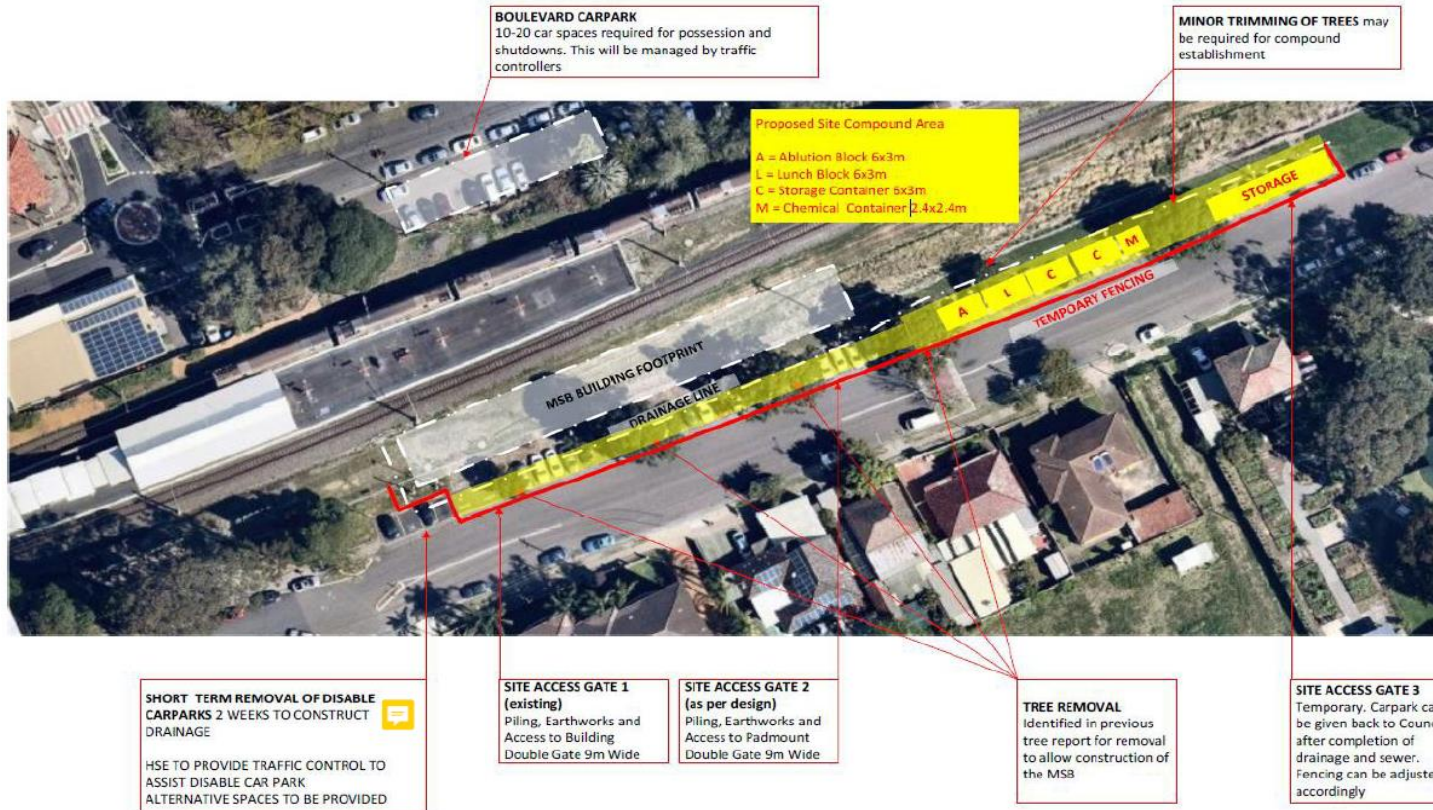 BOULEVARD CARPARK
10-20 car spaces required for possession and
shutdowns. This will be managed by traffic
controllers
MINOR TRIMMING OF TREES may
be required for compound
establishment
Proposed Site Compound Area
A = Ablution Block 6x3m
L = Lunch Block 6x3m
C = Storage Container 6x3m
M = Chemical Container 2.4x2.4m
STORAGE
M
C
C
L
A
TEMPOARY FENCING
MSB BUILDING FOOTPRINT
DRAINAGE LINE
SHORT TERM REMOVAL OF DISABLE
CARPARKS 2 WEEKS TO CONSTRUCT
DRAINAGE
HSE TO PROVIDE TRAFFIC CONTROL TO
ASSIST DISABLE CAR PARK
ALTERNATIVE SPACES TO BE PROVIDED
SITE ACCESS GATE 1
(existing)
Piling, Earthworks and
Access to Building
Double Gate 9m Wide
SITE ACCESS GATE 2
(as per design)
Piling, Earthworks and
Access to Padmount
Double Gate 9m Wide
TREE REMOVAL
Identified in previous
tree report for removal
to allow construction of
the MSB
SITE ACCESS GATE 3
Temporary. Carpark ca
be given back to Counc
after completion of
drainage and sewer.
Fencing can be adjuste
accordingly